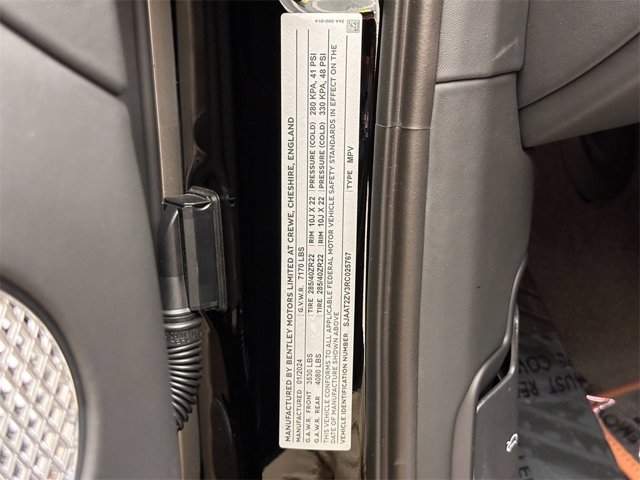 MANUFACTURED BY BENTLEY MOTORS LIMITED AT CREWE, CHESHIRE, ENGLAND
MANUFACTURED 01/2024 G.V.W.R. 7170 LBS
G.A.W.R. FRONT 3530 LBS TIRE 285/40ZR22 RIM 10J X 22 PRESSURE (COLD) 280 KPA, 41 PSI
G.A.W.R. REAR 4080 LBS TIRE 285/40ZR22 RIM 10J X 22 PRESSURE (COLD) 330 KPA, 48 PSI
THIS VEHICLE CONFORMS TO ALL APPLICABLE FEDERAL MOTOR VEHICLE SAFETY STANDARDS IN EFFECT ON THE
DATE OF MANUFACTURE SHOWN ABOVE
VEHICLE IDENTIFICATION NUMBER SJAAT2ZV3RC025767 TYPE MPV